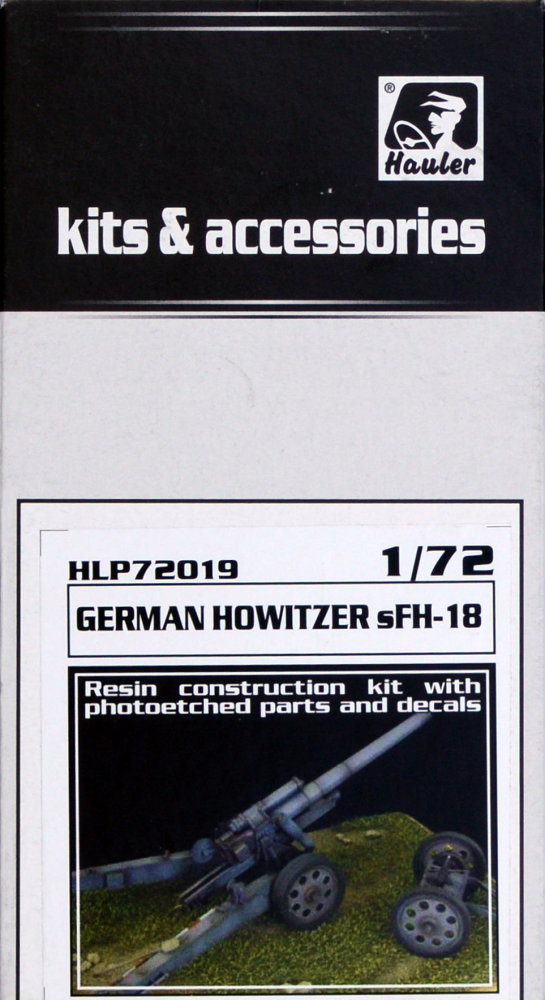 ®
Hauler
kits & accessories
HLP72019
1/72
GERMAN HOWITZER sFH-18
Resin construction kit with
photoetched parts and decals